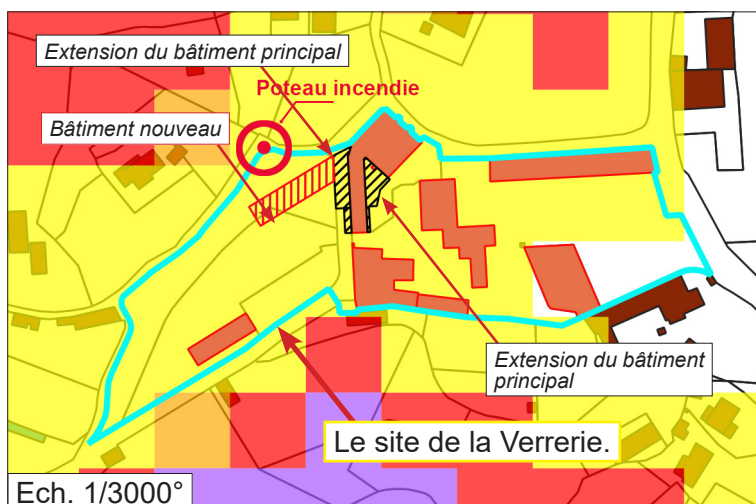 Extension du bâtiment principal
Poteau incendie
Bâtiment nouveau
Extension du bâtiment
principal
Le site de la Verrerie.
Ech. 1/3000°